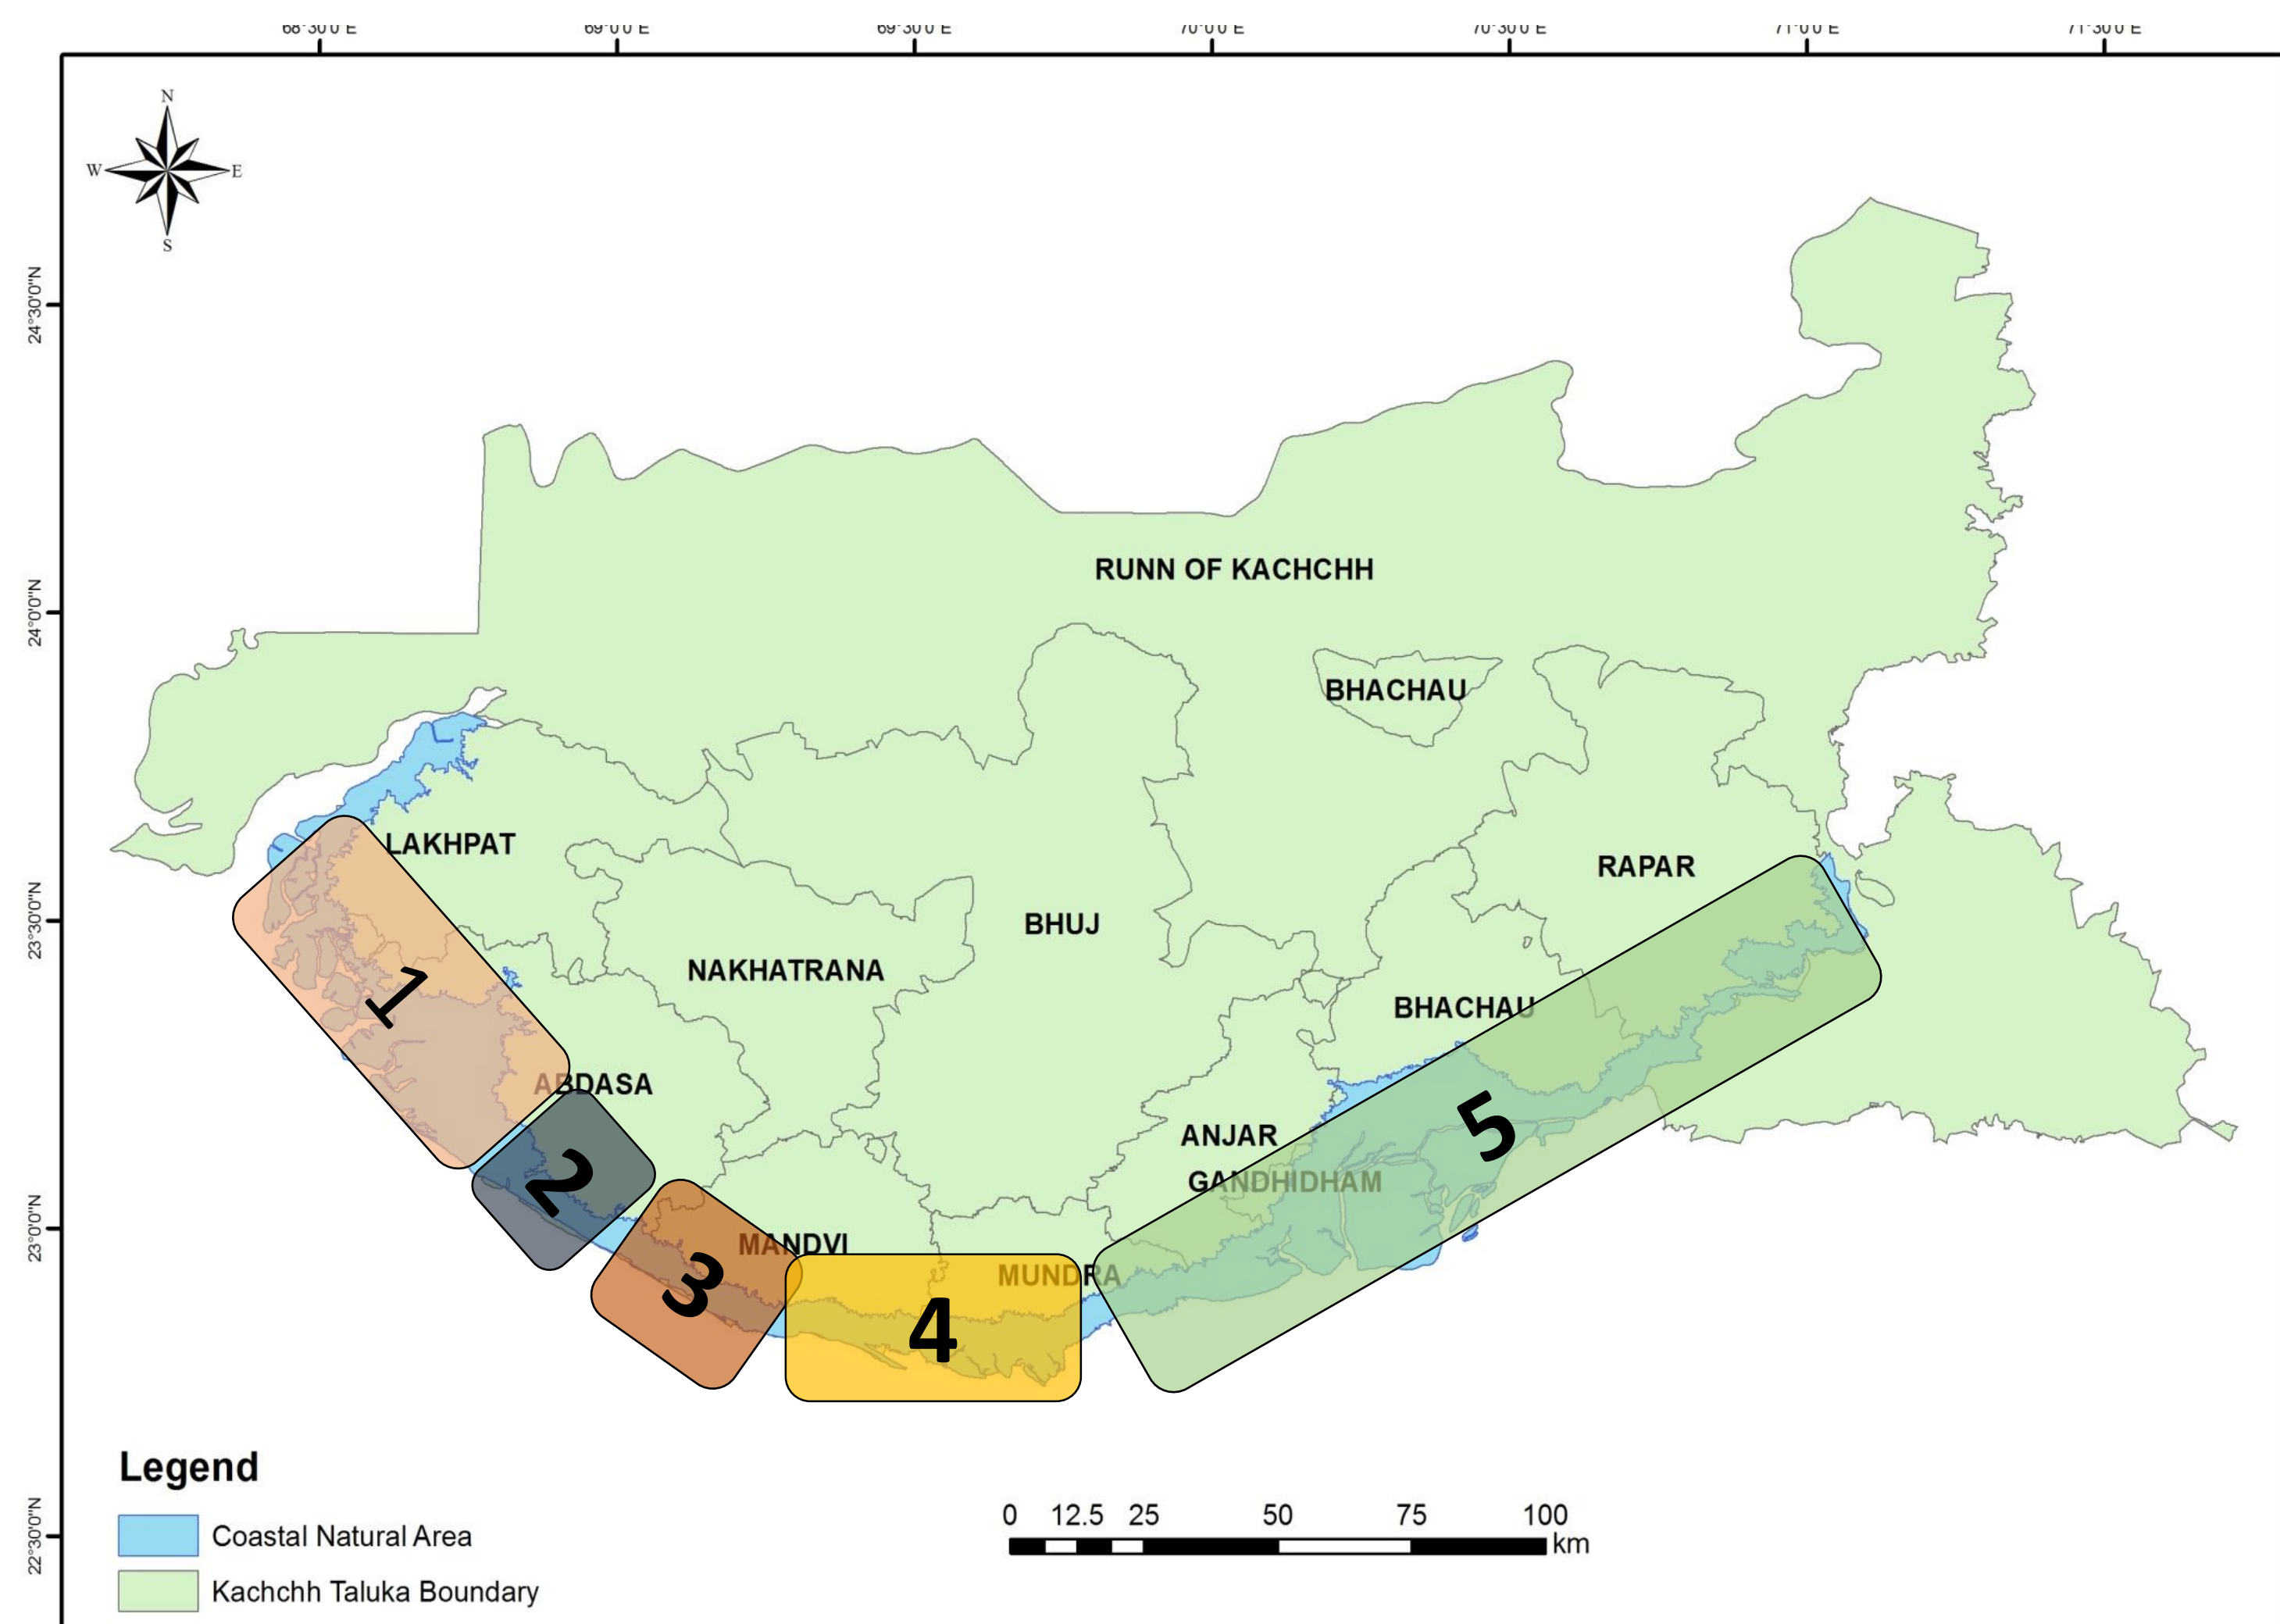 68°30'0"E 69°0'0"E 69°30'0"E 70°0'0"E 70°30'0"E 71°0'0"E 71°30'0"E
N
W E
S
24°30'0"N
24°0'0"N
23°30'0"N
23°0'0"N
22°30'0"N
RUNN OF KACHCHH
BHACHAU
LAKHPAT
RAPAR
BHUJ
NAKHATRANA
BHACHAU
ABDASA
ANJAR
GANDHIDHAM
MANDVI
MUNDRA
1
2
3
4
5
Legend
Coastal Natural Area
Kachchh Taluka Boundary
0 12.5 25 50 75 100
km